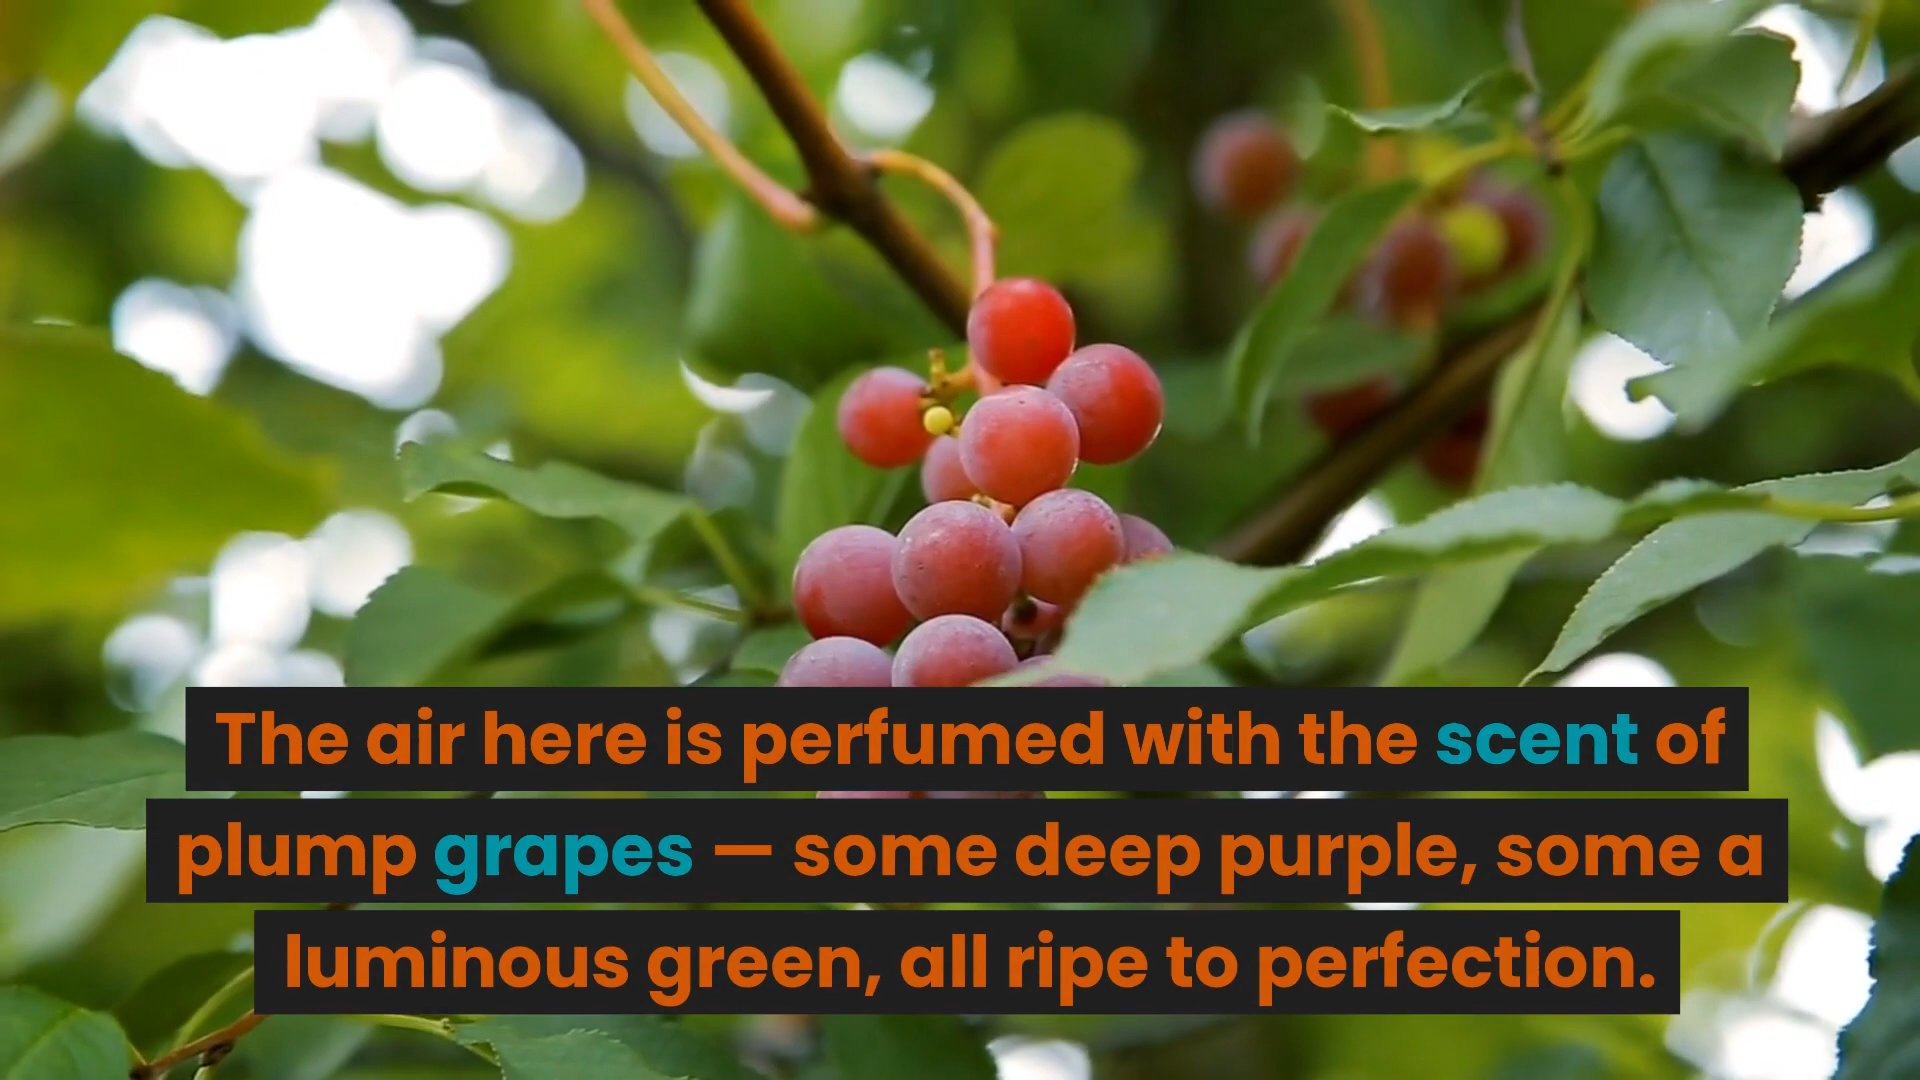 The air here is perfumed with the scent of
plump grapes — some deep purple, some a
luminous green, all ripe to perfection.